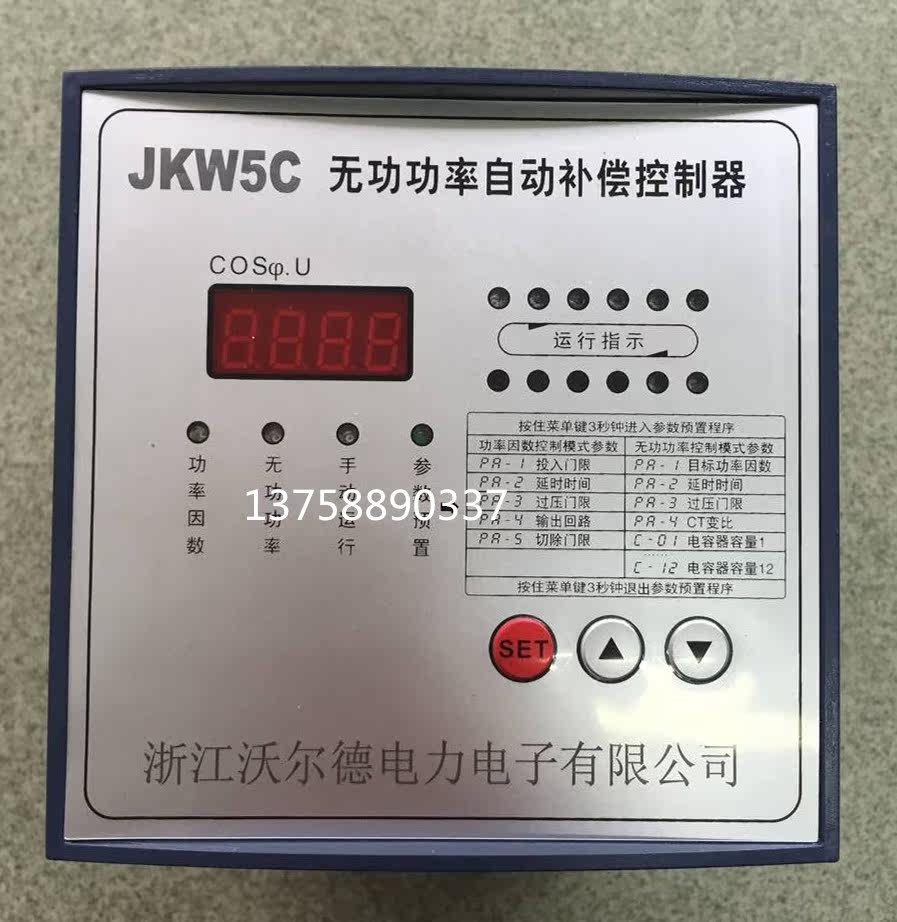 JKW5C 无功功率自动补偿控制器
COSφ.U
8.8.8.8
运行指示
功率因数
无功功率
手动运行
参数预置
13758890337
按住菜单键3秒钟进入参数预置程序
功率因数控制模式参数 无功功率控制模式参数
PA-1 投入门限 PA-1 目标功率因数
PA-2 延时时间 PA-2 延时时间
PA-3 过压门限 PA-3 过压门限
PA-4 输出回路 PA-4 CT变比
PA-5 切除门限 C-01 电容器容量1
······
C-12 电容器容量12
按住菜单键3秒钟退出参数预置程序
SET ▲ ▼
浙江沃尔德电力电子有限公司